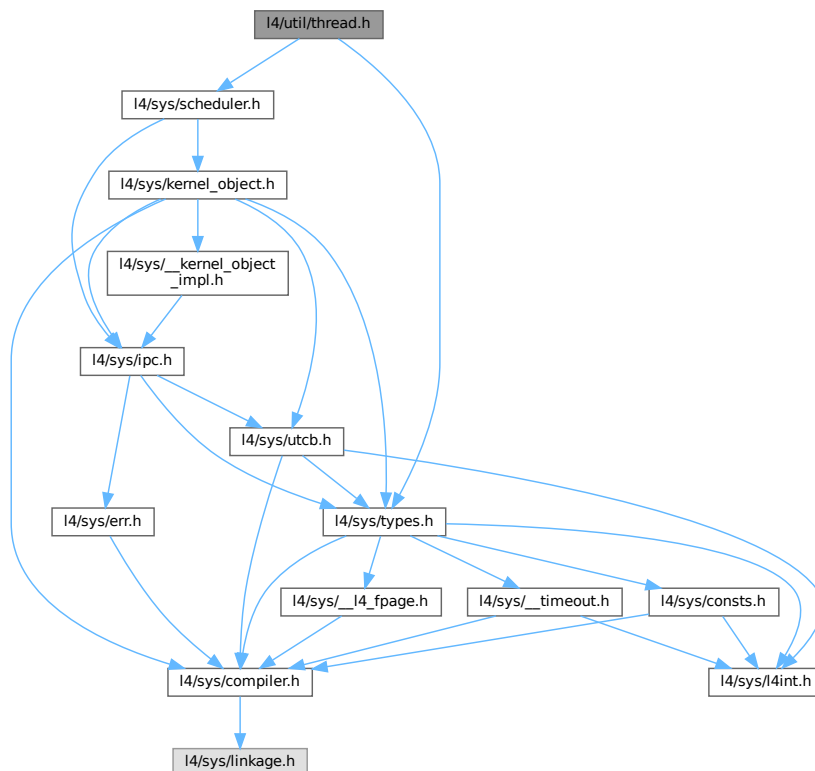 l4/util/thread.h
l4/sys/scheduler.h
l4/sys/kernel_object.h
l4/sys/__kernel_object
_impl.h
l4/sys/ipc.h
l4/sys/utcb.h
l4/sys/err.h
l4/sys/types.h
l4/sys/__l4_fpage.h
l4/sys/__timeout.h
l4/sys/consts.h
l4/sys/compiler.h
l4/sys/l4int.h
l4/sys/linkage.h